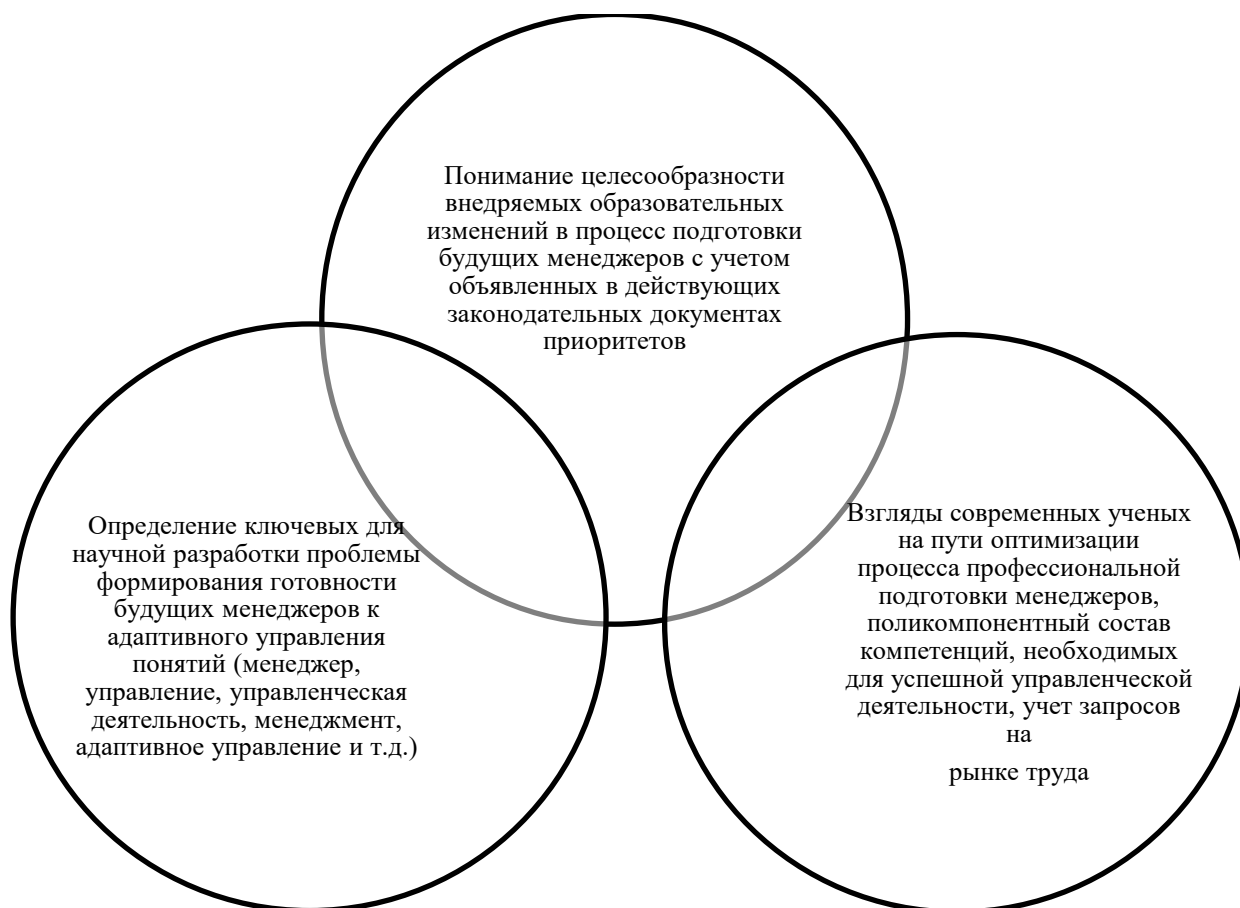 Понимание целесообразности
внедряемых образовательных
изменений в процесс подготовки
будущих менеджеров с учетом
объявленных в действующих
законодательных документах
приоритетов
Определение ключевых для
научной разработки проблемы
формирования готовности
будущих менеджеров к
адаптивного управления
понятий (менеджер,
управление, управленческая
деятельность, менеджмент,
адаптивное управление и т.д.)
Взгляды современных ученых
на пути оптимизации
процесса профессиональной
подготовки менеджеров,
поликомпонентный состав
компетенций, необходимых
для успешной управленческой
деятельности, учет запросов
на
рынке труда